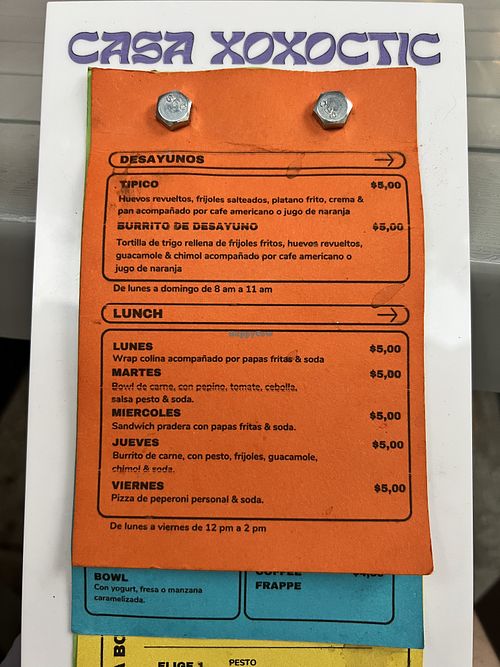 CASA XOXOCTIC
DESAYUNOS
TIPICO $5,00
Huevos revueltos, frijoles salteados, platano frito, crema &
pan acompañado por cafe americano o jugo de naranja
BURRITO DE DESAYUNO $5,00
Tortilla de trigo rellena de frijoles fritos, huevos revueltos,
guacamole & chimol acompañado por cafe americano o
jugo de naranja
De lunes a domingo de 8 am a 11 am
LUNCH
happycow
LUNES $5,00
Wrap colina acompañado por papas fritas & soda
MARTES $5,00
Bowl de carne, con pepino, tomate, cebolla,
salsa pesto & soda.
MIERCOLES $5,00
Sandwich pradera con papas fritas & soda.
JUEVES $5,00
Burrito de carne, con pesto, frijoles, guacamole,
chimol & soda.
VIERNES $5,00
Pizza de peperoni personal & soda.
De lunes a viernes de 12 pm a 2 pm
BOWL
Con yogurt, fresa o manzana
caramelizada.
COFFEE
FRAPPE
ELIGE 1 PESTO